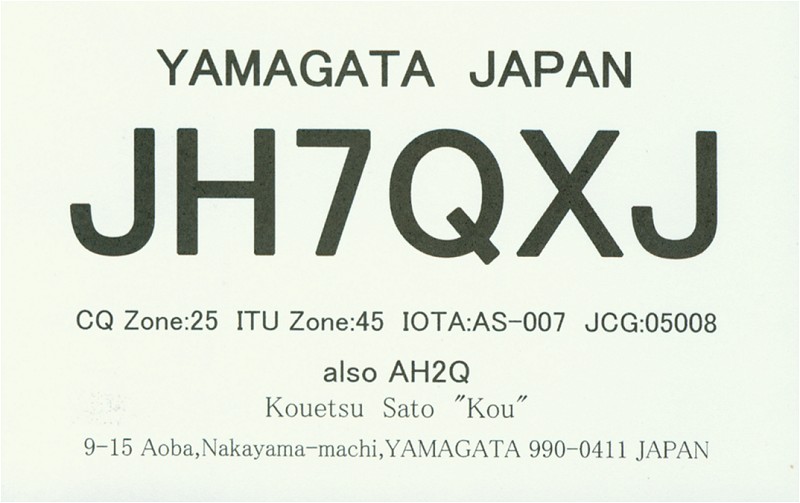 YAMAGATA JAPAN
JH7QXJ
CQ Zone:25 ITU Zone:45 IOTA:AS-007 JCG:05008
also AH2Q
Kouetsu Sato "Kou"
9-15 Aoba,Nakayama-machi,YAMAGATA 990-0411 JAPAN